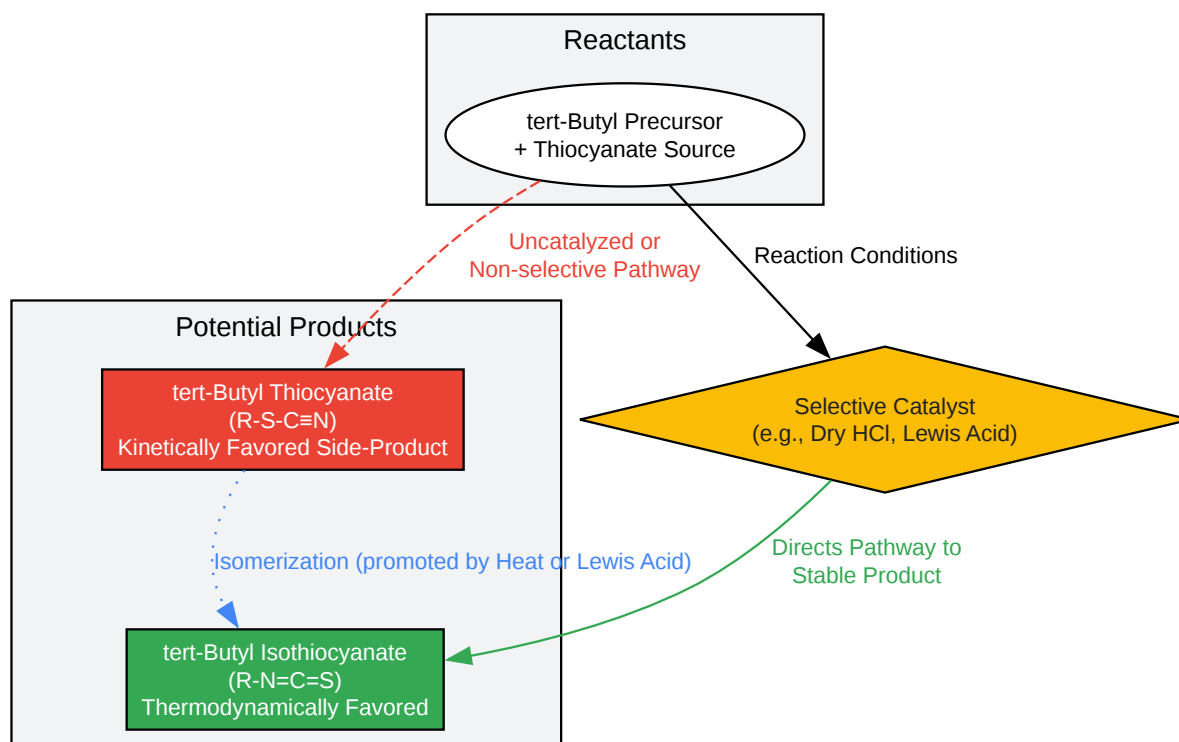 Reactants
tert-Butyl Precursor
+ Thiocyanate Source
Uncatalyzed or
Non-selective Pathway
Reaction Conditions
Potential Products
tert-Butyl Thiocyanate
(R-S-C≡N)
Kinetically Favored Side-Product
Selective Catalyst
(e.g., Dry HCl, Lewis Acid)
Isomerization (promoted by Heat or Lewis Acid)
Directs Pathway to
Stable Product
tert-Butyl Isothiocyanate
(R-N=C=S)
Thermodynamically Favored